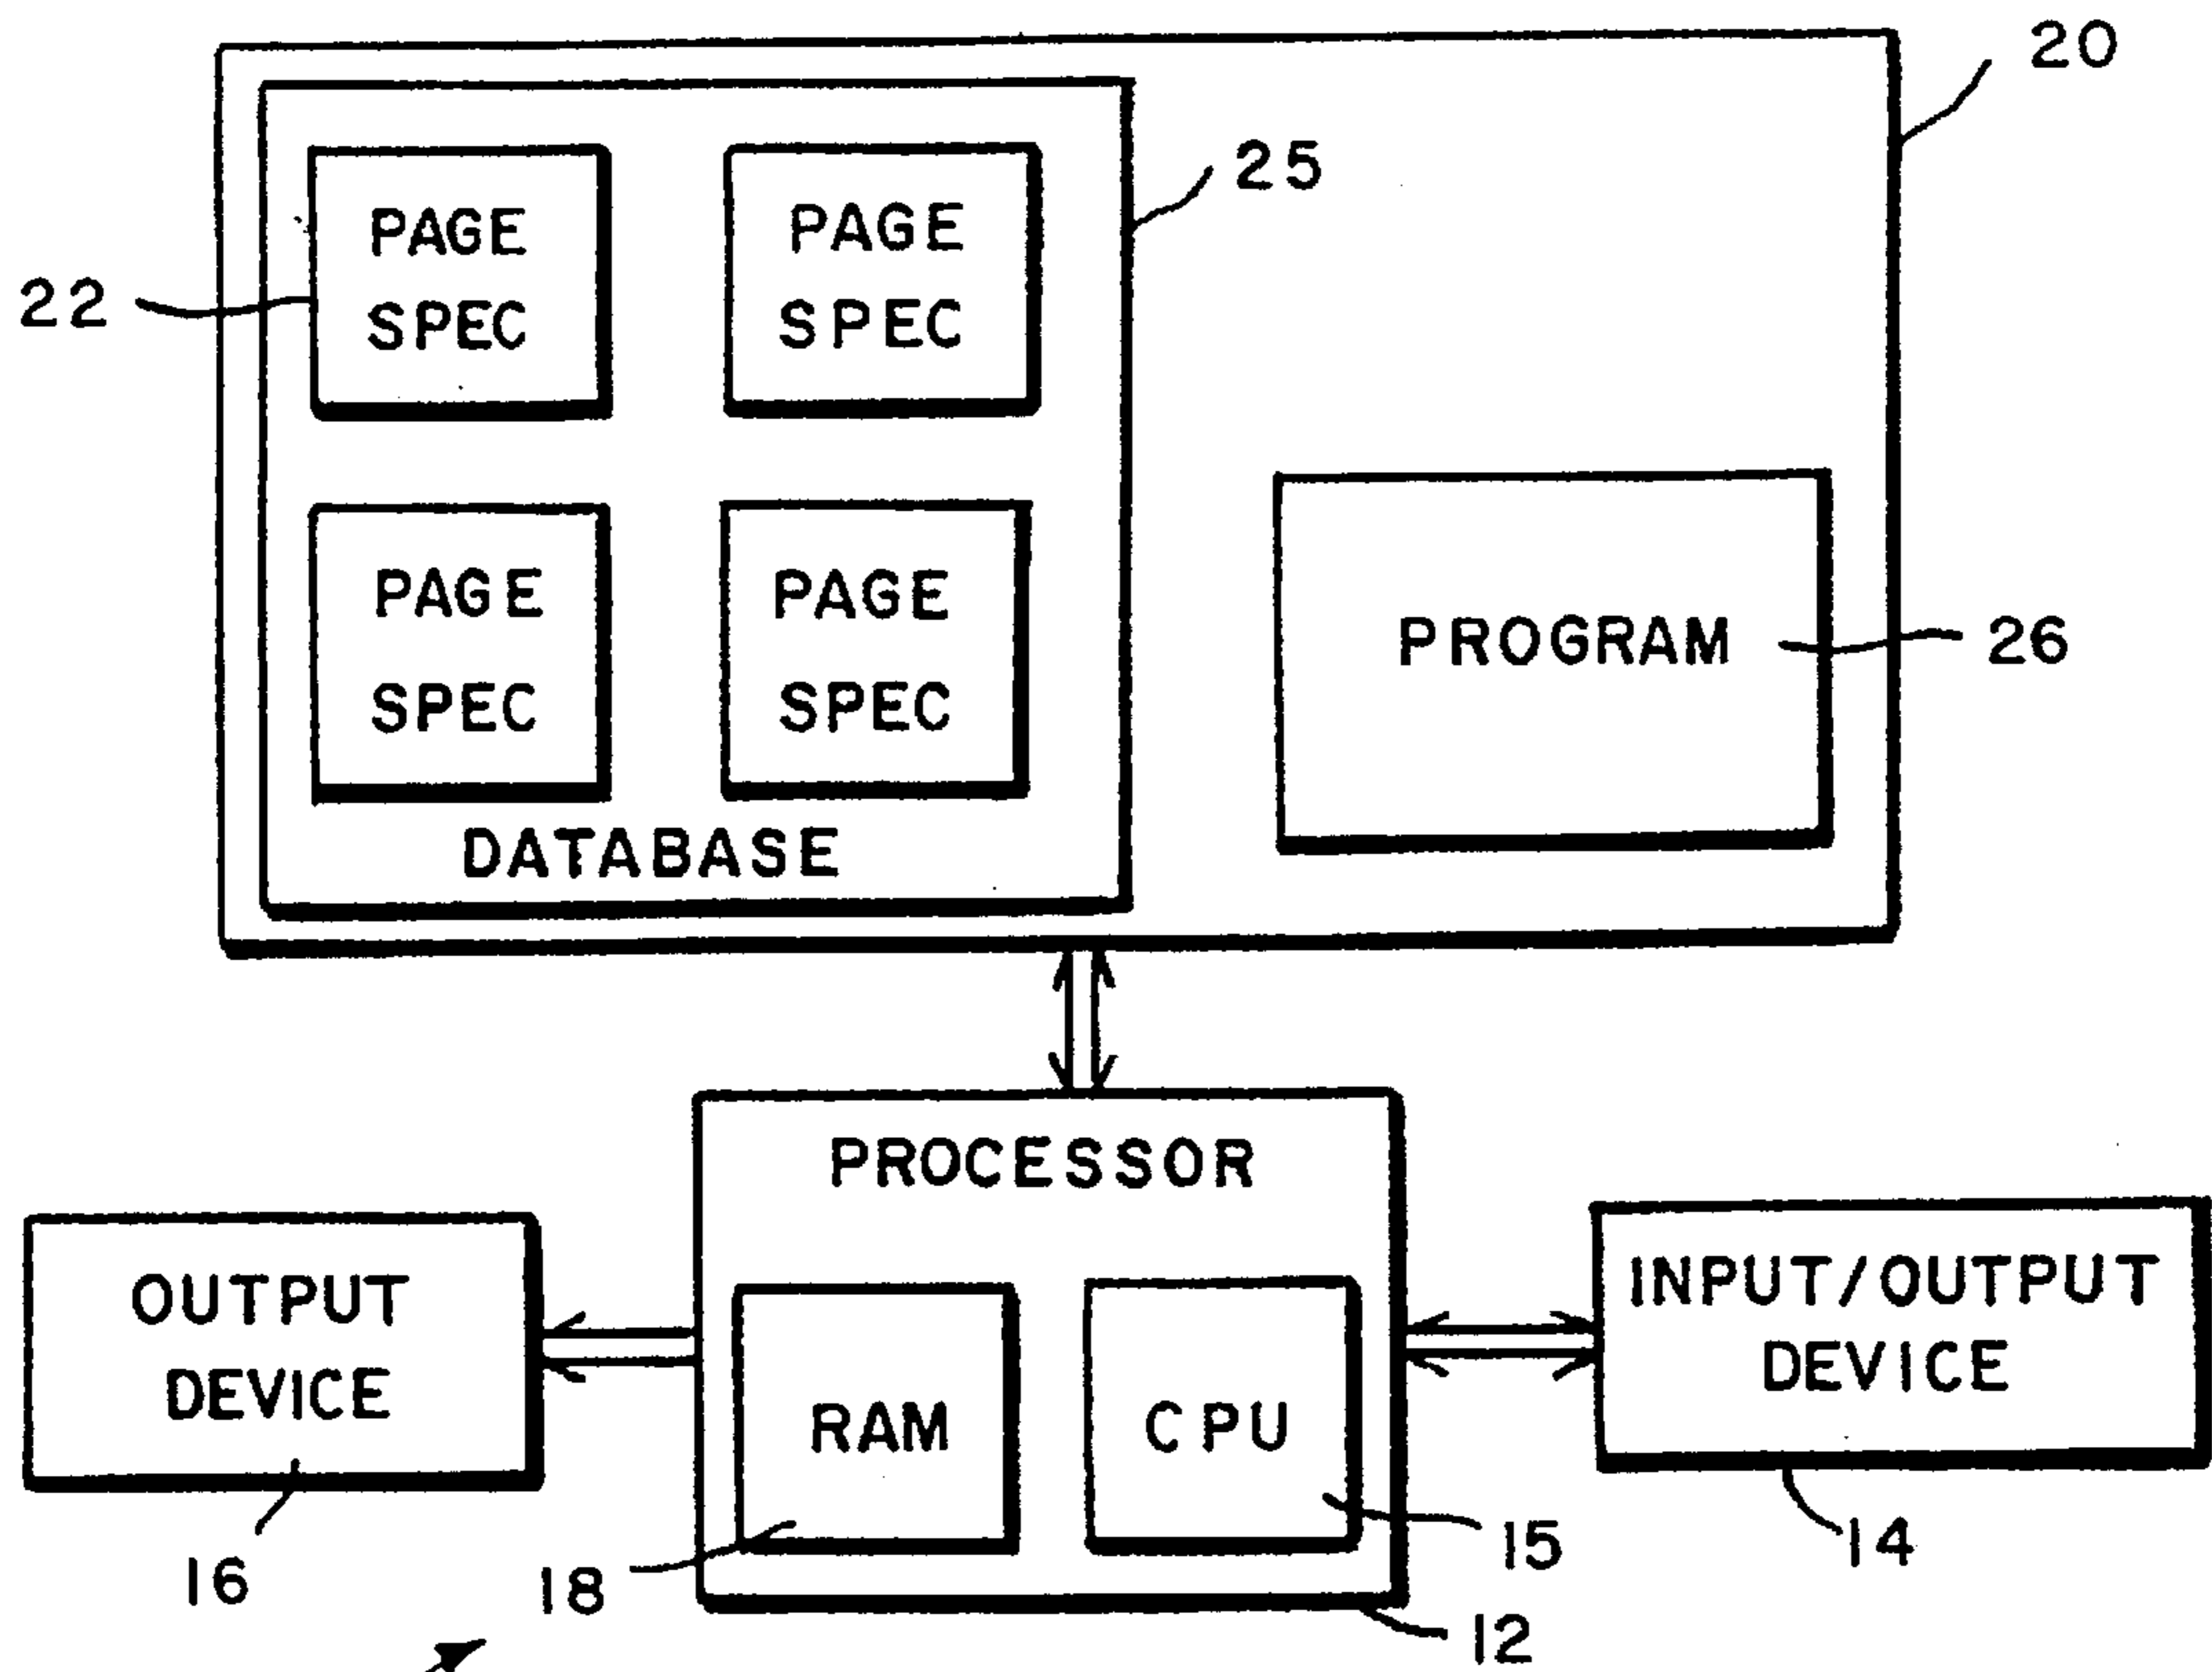 20
25
PAGE
SPEC
PAGE
SPEC
22
PAGE
SPEC
PAGE
SPEC
PROGRAM
26
DATABASE
PROCESSOR
OUTPUT
DEVICE
INPUT/OUTPUT
DEVICE
RAM
CPU
16
18
15
14
12